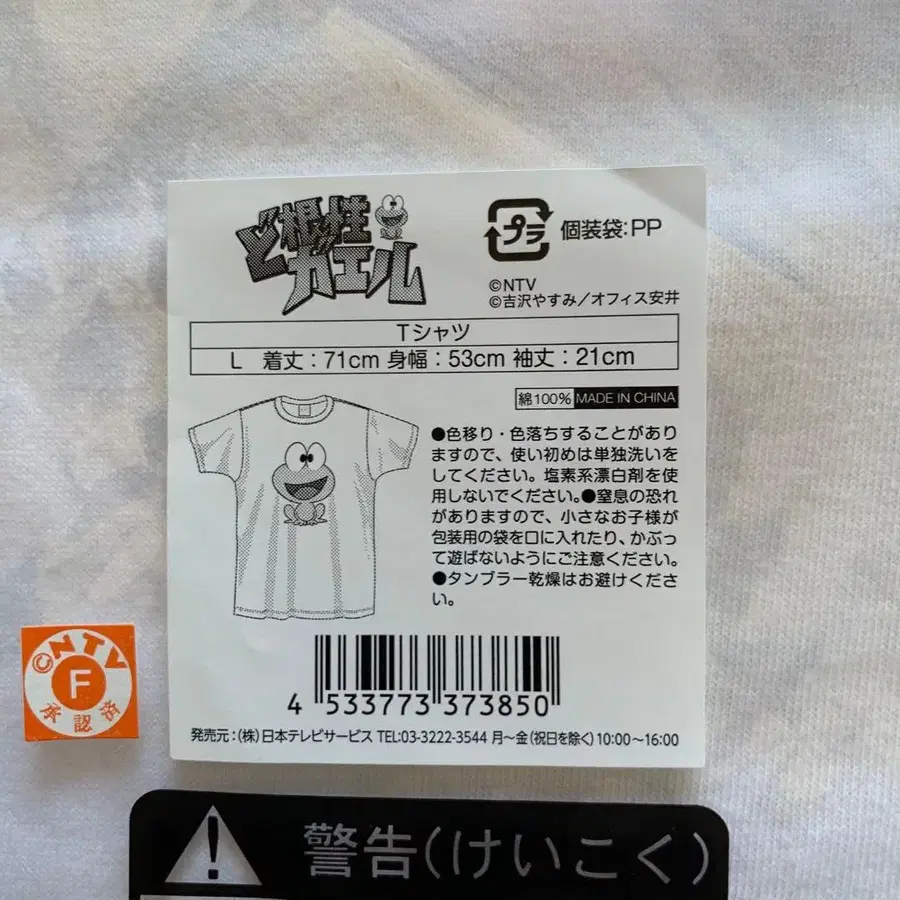 ど根性
ガエル
プラ
個装袋:PP
©NTV
©吉沢やすみ/オフィス安井
Tシャツ
L 着丈:71cm 身幅:53cm 袖丈:21cm
綿100% MADE IN CHINA
●色移り・色落ちすることがあり
ますので、使い初めは単独洗いを
してください。塩素系漂白剤を使
用しないでください。●窒息の恐れ
がありますので、小さなお子様が
包装用の袋を口に入れたり、かぶっ
て遊ばないようにご注意ください。
●タンブラー乾燥はお避けくださ
い。
4 533773 373850
発売元:(株)日本テレビサービス TEL:03-3222-3544 月~金(祝日を除く)10:00~16:00
©NTV
F
承認済
警告(けいこく)